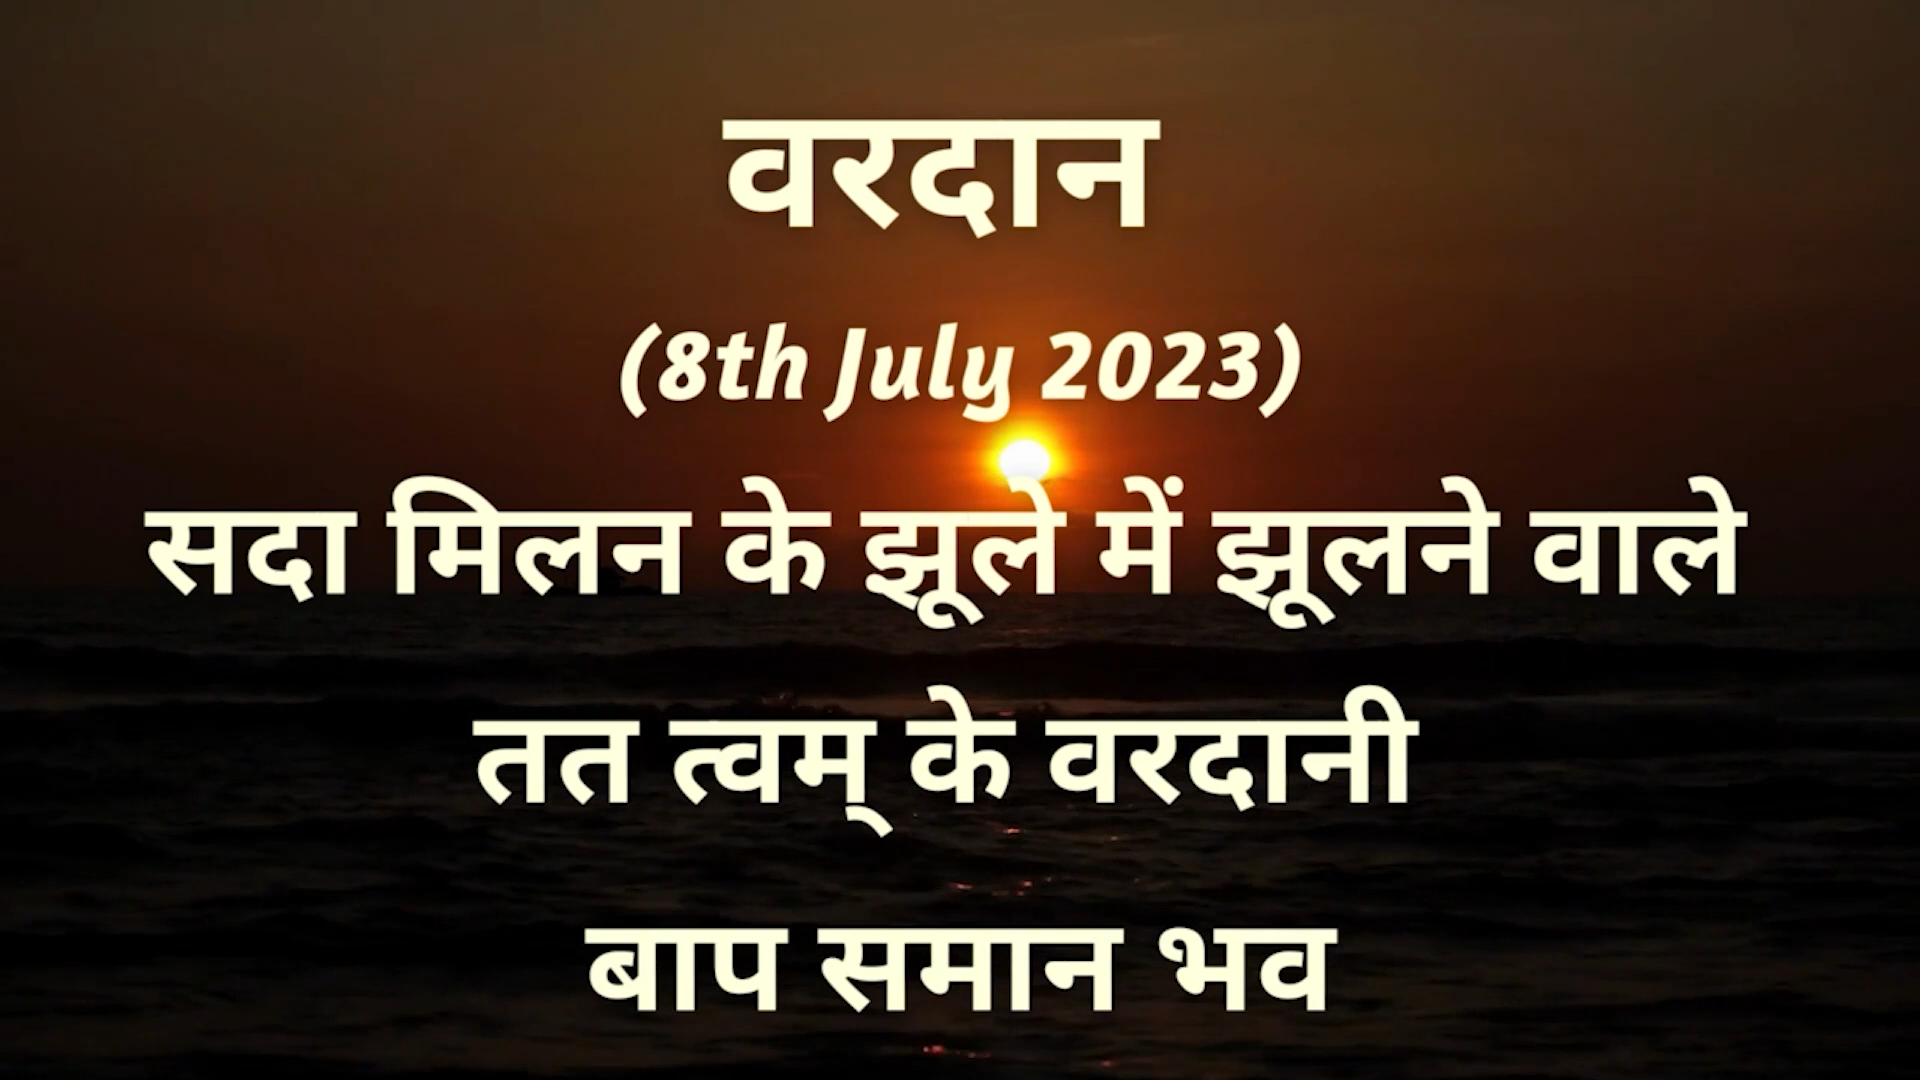 वरदान
(8th July 2023)
सदा मिलन के झूले में झूलने वाले
तत त्वम् के वरदानी
बाप समान भव